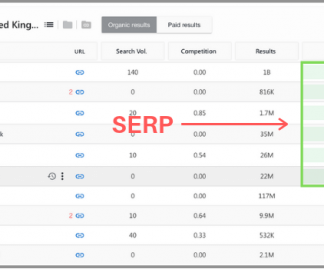 ed King... Organic results Paid results
URL Search Vol. Competition Results
140 0.00 1B
2 0 0.00 816K
20 0.85 1.7M
k 0 0.00 35M
SERP
10 0.54 26M
0 0.00 22M
0 0.00 117M
2 10 0.64 9.9M
40 0.33 532K
0 0.00 2.1M